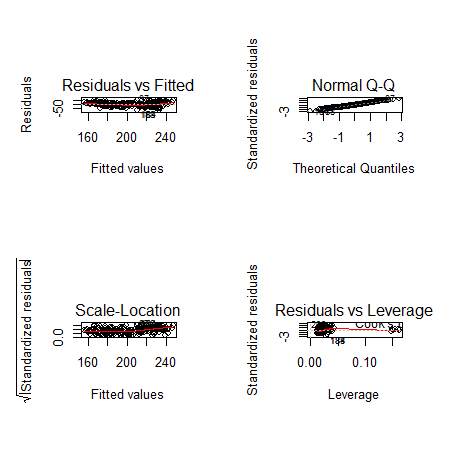 Residuals vs Fitted
Residuals
-50
160 200 240
Fitted values
Normal Q-Q
Standardized residuals
-3
-3 -1 1 3
Theoretical Quantiles
Scale-Location
√|Standardized residuals|
0.0
160 200 240
Fitted values
Residuals vs Leverage
Standardized residuals
-3
Cook's
0.00 0.10
Leverage